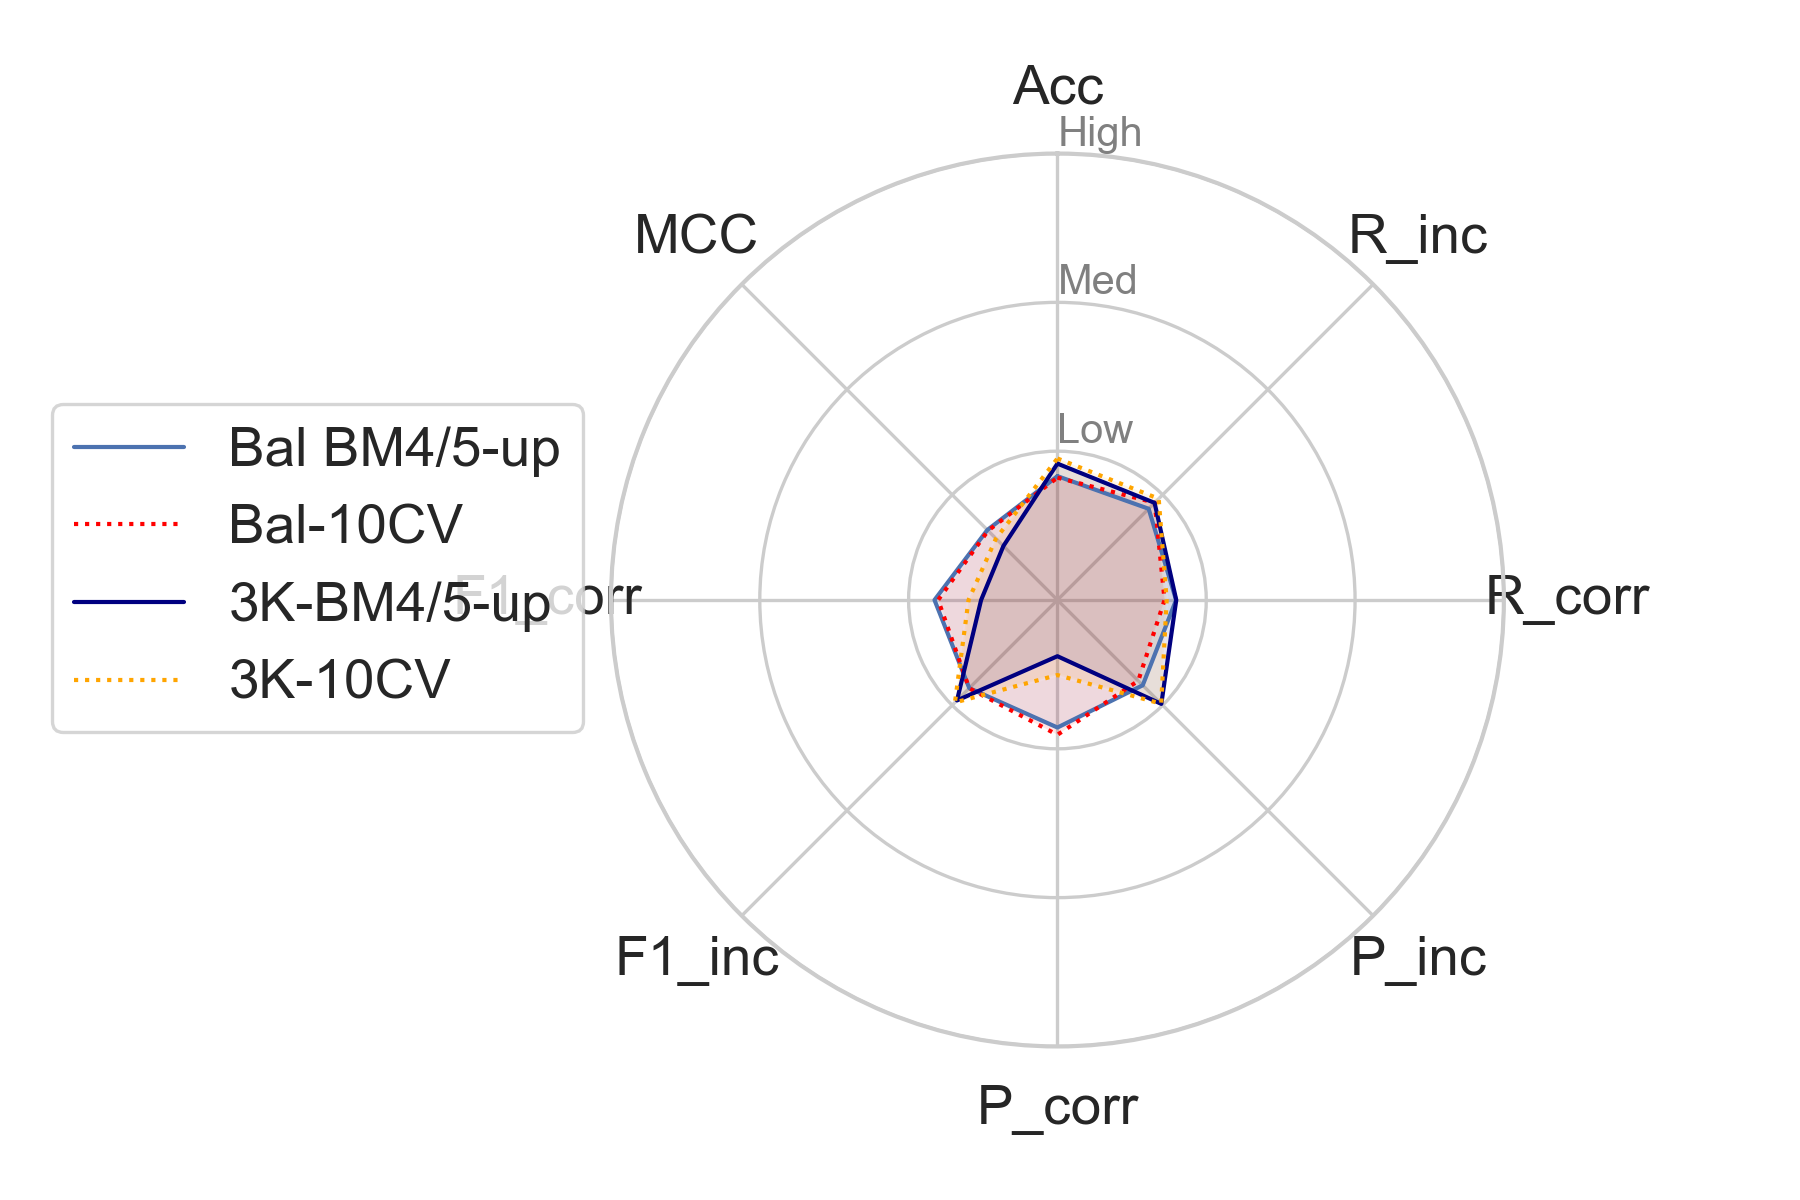 Acc
High
MCC
R_inc
Med
Low
Bal BM4/5-up
Bal-10CV
F1_corr
3K-BM4/5-up
R_corr
3K-10CV
F1_inc
P_inc
P_corr